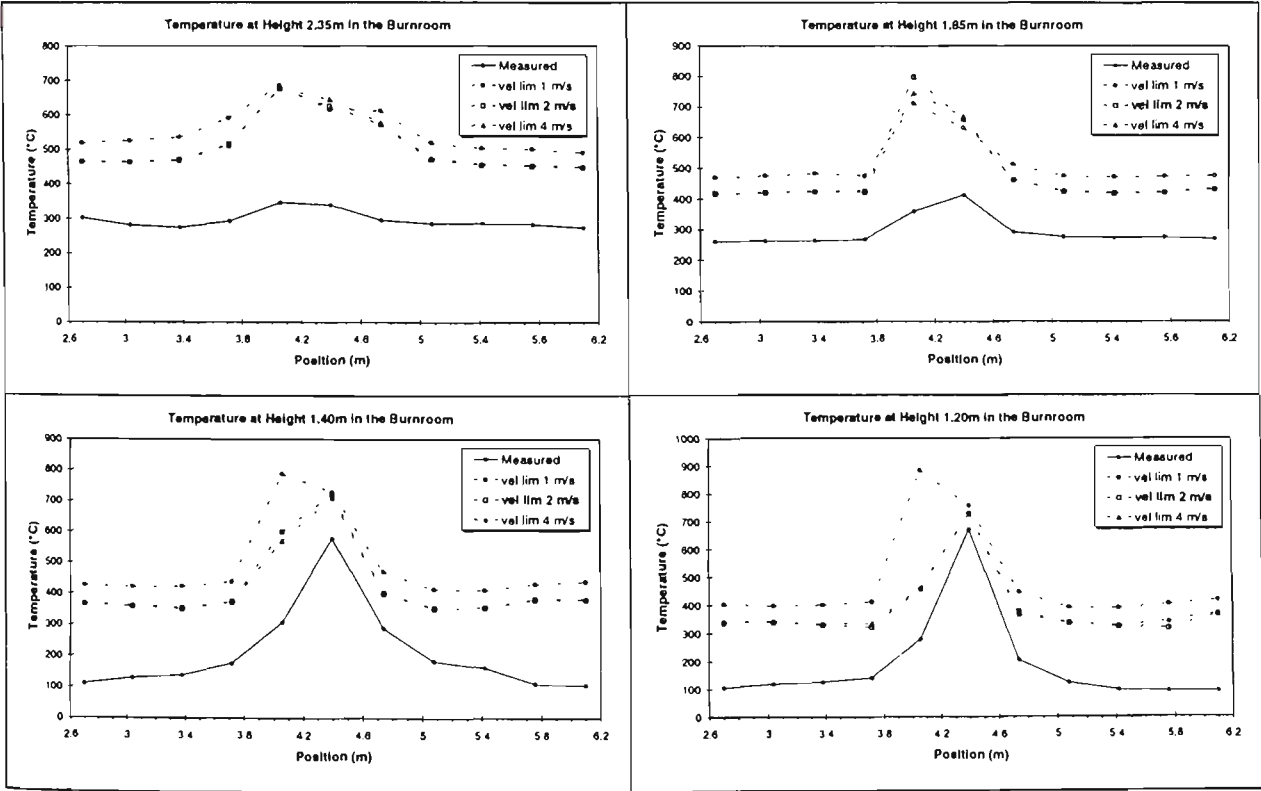 Temperature at Height 2.35m in the Burnroom
800
700
600
500
400
300
200
100
0
Temperature (°C)
2.6 3 3.4 3.8 4.2 4.6 5 5.4 5.8 6.2
Position (m)
Measured
vel lim 1 m/s
vel lim 2 m/s
vel lim 4 m/s
Temperature at Height 1.85m in the Burnroom
900
800
700
600
500
400
300
200
100
0
Temperature (°C)
2.6 3 3.4 3.8 4.2 4.6 5 5.4 5.8 6.2
Position (m)
Measured
vel lim 1 m/s
vel lim 2 m/s
vel lim 4 m/s
Temperature at Height 1.40m in the Burnroom
900
800
700
600
500
400
300
200
100
0
Temperature (°C)
2.6 3 3.4 3.8 4.2 4.6 5 5.4 5.8 6.2
Position (m)
Measured
vel lim 1 m/s
vel lim 2 m/s
vel lim 4 m/s
Temperature at Height 1.20m in the Burnroom
1000
900
800
700
600
500
400
300
200
100
0
Temperature (°C)
2.6 3 3.4 3.8 4.2 4.6 5 5.4 5.8 6.2
Position (m)
Measured
vel lim 1 m/s
vel lim 2 m/s
vel lim 4 m/s